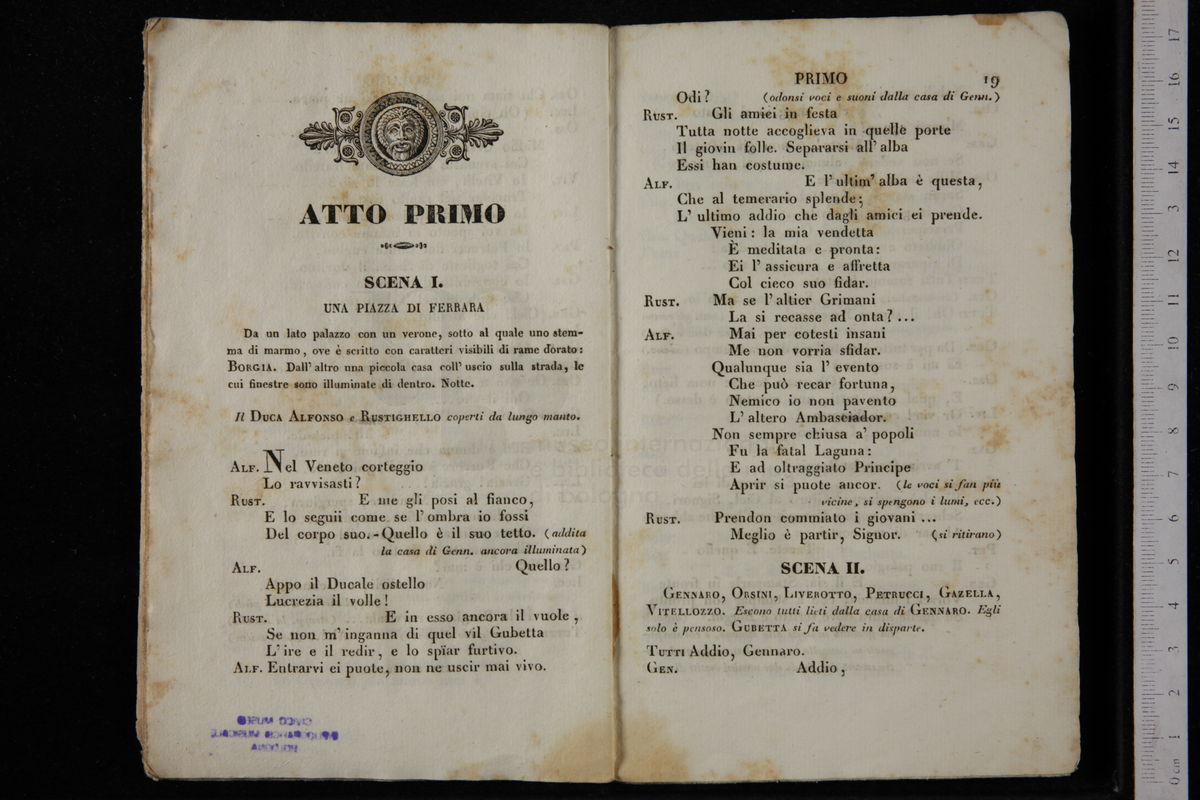 ATTO PRIMO
SCENA I.
UNA PIAZZA DI FERRARA
Da un lato palazzo con un verone, sotto al quale uno stem-
ma di marmo, ove è scritto con caratteri visibili di rame dorato:
BORGIA. Dall' altro una piccola casa coll' uscio sulla strada, le
cui finestre sono illuminate di dentro. Notte.
Il DUCA ALFONSO e RUSTIGHELLO coperti da lungo manto.
ALF. Nel Veneto corteggio
Lo ravvisasti?
RUST. E me gli posi al fianco,
E lo seguii come se l' ombra io fossi
Del corpo suo.-Quello è il suo tetto. (addita
la casa di Genn. ancora illuminata)
ALF. Quello?
Appo il Ducale ostello
Lucrezia il volle!
RUST. E in esso ancora il vuole,
Se non m' inganna di quel vil Gubetta
L' ire e il redir, e lo spïar furtivo.
ALF. Entrarvi ei puote, non ne uscir mai vivo.
CIVICO MUSEO
BIBLIOGRAFICO MUSICALE
BOLOGNA
PRIMO 19
Odi? (odonsi voci e suoni dalla casa di Genn.)
RUST. Gli amici in festa
Tutta notte accoglieva in quelle porte
Il giovin folle. Separarsi all' alba
Essi han costume.
ALF. E l' ultim' alba è questa,
Che al temerario splende;
L' ultimo addio che dagli amici ei prende.
Vieni: la mia vendetta
È meditata e pronta:
Ei l' assicura e affretta
Col cieco suo fidar.
RUST. Ma se l' altier Grimani
La si recasse ad onta?...
ALF. Mai per cotesti insani
Me non vorria sfidar.
Qualunque sia l' evento
Che può recar fortuna,
Nemico io non pavento
L' altero Ambasciador.
Non sempre chiusa a' popoli
Fu la fatal Laguna:
E ad oltraggiato Principe
Aprir si puote ancor. (le voci si fan più
vicine, si spengono i lumi, ecc.)
RUST. Prendon commiato i giovani ...
Meglio è partir, Signor. (si ritirano)
SCENA II.
GENNARO, ORSINI, LIVEROTTO, PETRUCCI, GAZELLA,
VITELLOZZO. Escono tutti lieti dalla casa di GENNARO. Egli
solo è pensoso. GUBETTA si fa vedere in disparte.
TUTTI Addio, Gennaro.
GEN. Addio,